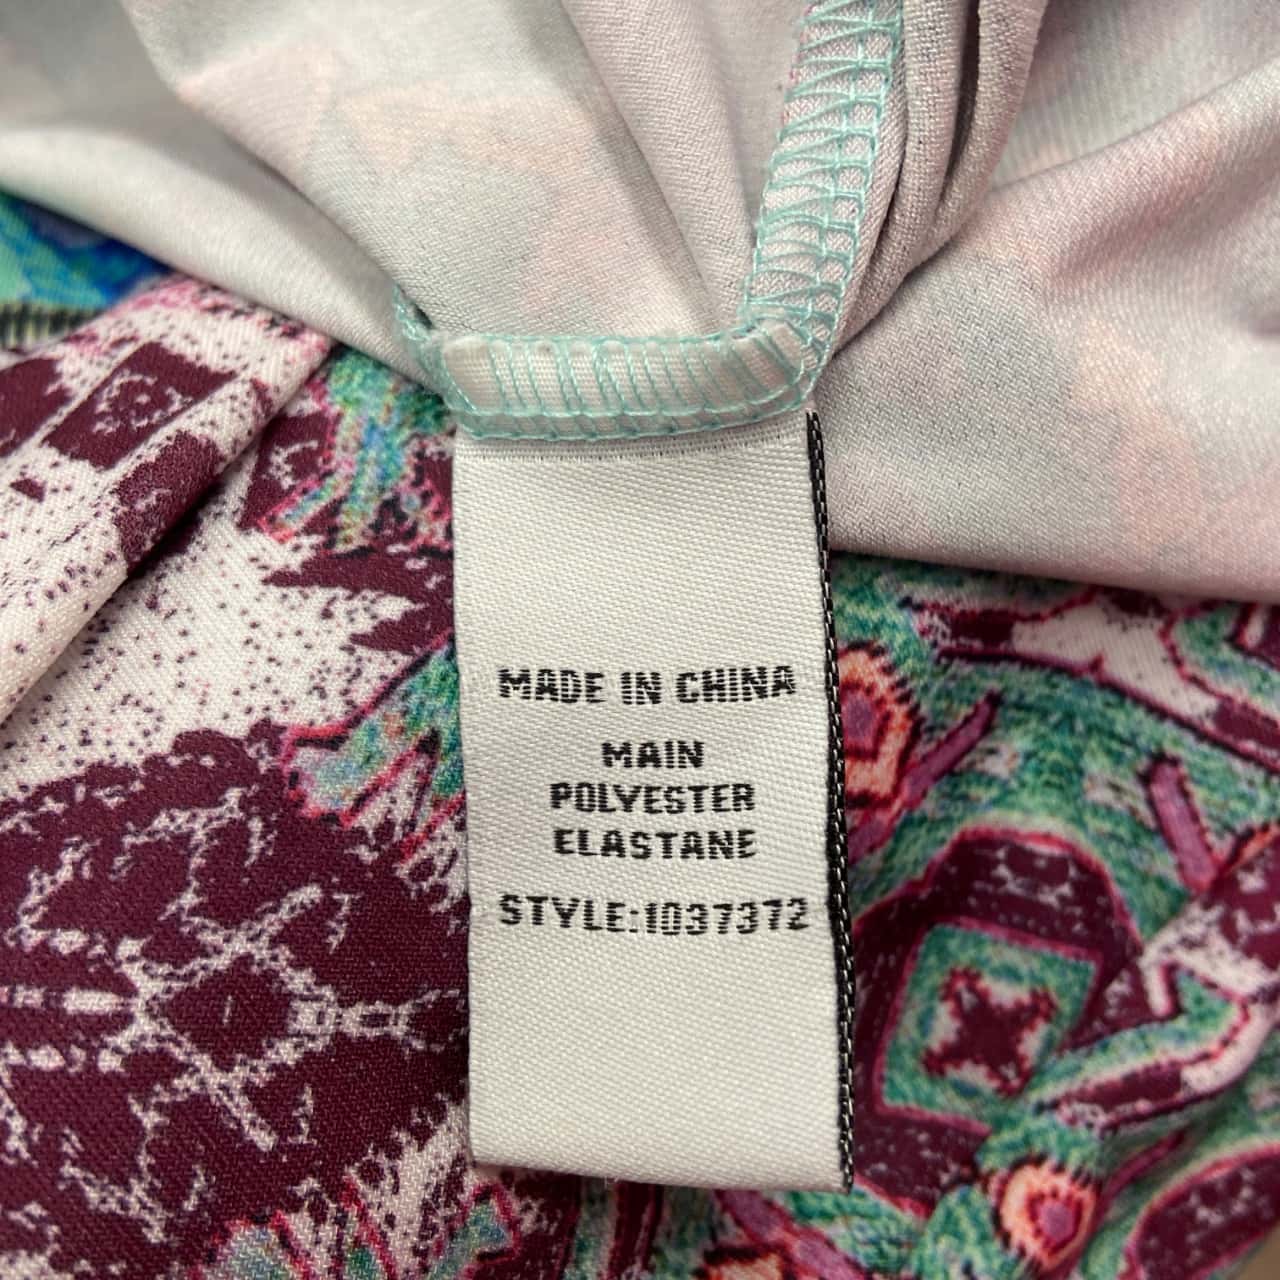 MADE IN CHINA
MAIN
POLYESTER
ELASTANE
STYLE:1037372